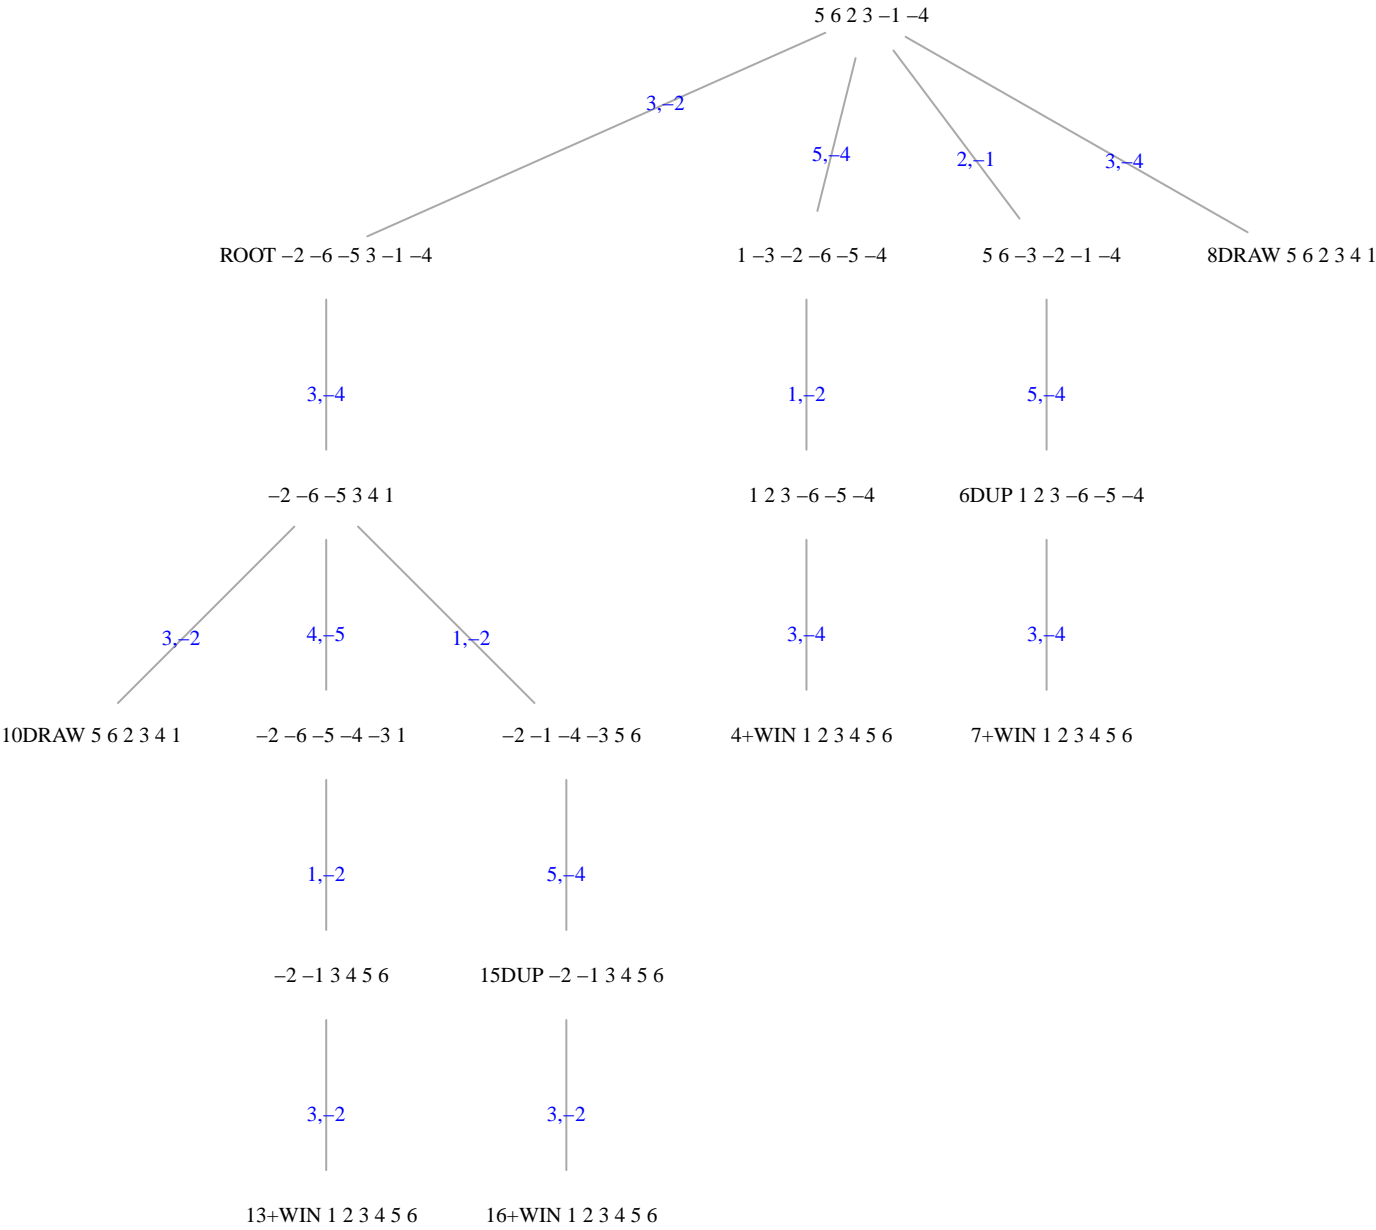 5 6 2 3 –1 –4
3,–2
5,–4
2,–1
3,–4
ROOT –2 –6 –5 3 –1 –4
1 –3 –2 –6 –5 –4
5 6 –3 –2 –1 –4
8DRAW 5 6 2 3 4 1
3,–4
1,–2
5,–4
–2 –6 –5 3 4 1
1 2 3 –6 –5 –4
6DUP 1 2 3 –6 –5 –4
3,–2
4,–5
1,–2
3,–4
3,–4
10DRAW 5 6 2 3 4 1
–2 –6 –5 –4 –3 1
–2 –1 –4 –3 5 6
4+WIN 1 2 3 4 5 6
7+WIN 1 2 3 4 5 6
1,–2
5,–4
–2 –1 3 4 5 6
15DUP –2 –1 3 4 5 6
3,–2
3,–2
13+WIN 1 2 3 4 5 6
16+WIN 1 2 3 4 5 6